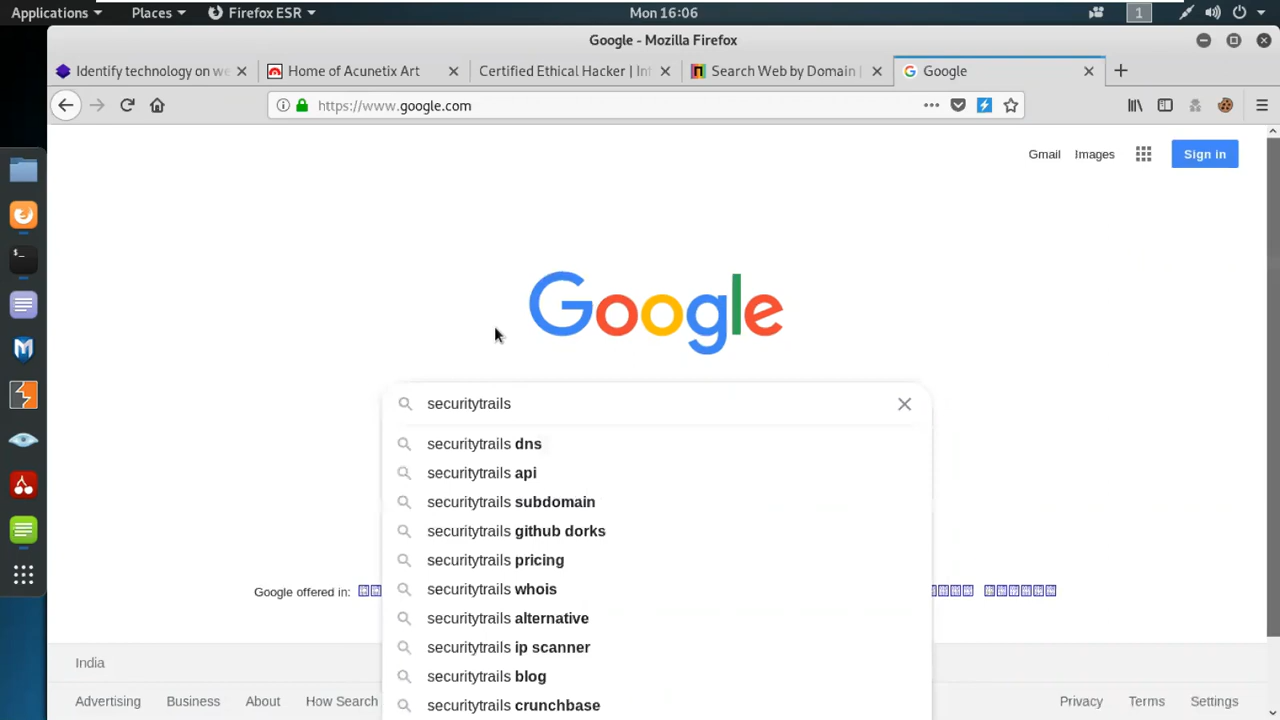 Applications Places Firefox ESR Mon 16:06 1
Google - Mozilla Firefox
Identify technology on we Home of Acunetix Art Certified Ethical Hacker | Inf Search Web by Domain | Google
https://www.google.com
Gmail Images Sign in
Google
securitytrails
securitytrails dns
securitytrails api
securitytrails subdomain
securitytrails github dorks
securitytrails pricing
securitytrails whois
Google offered in:
securitytrails alternative
securitytrails ip scanner
India
securitytrails blog
securitytrails crunchbase
Advertising Business About How Search Privacy Terms Settings